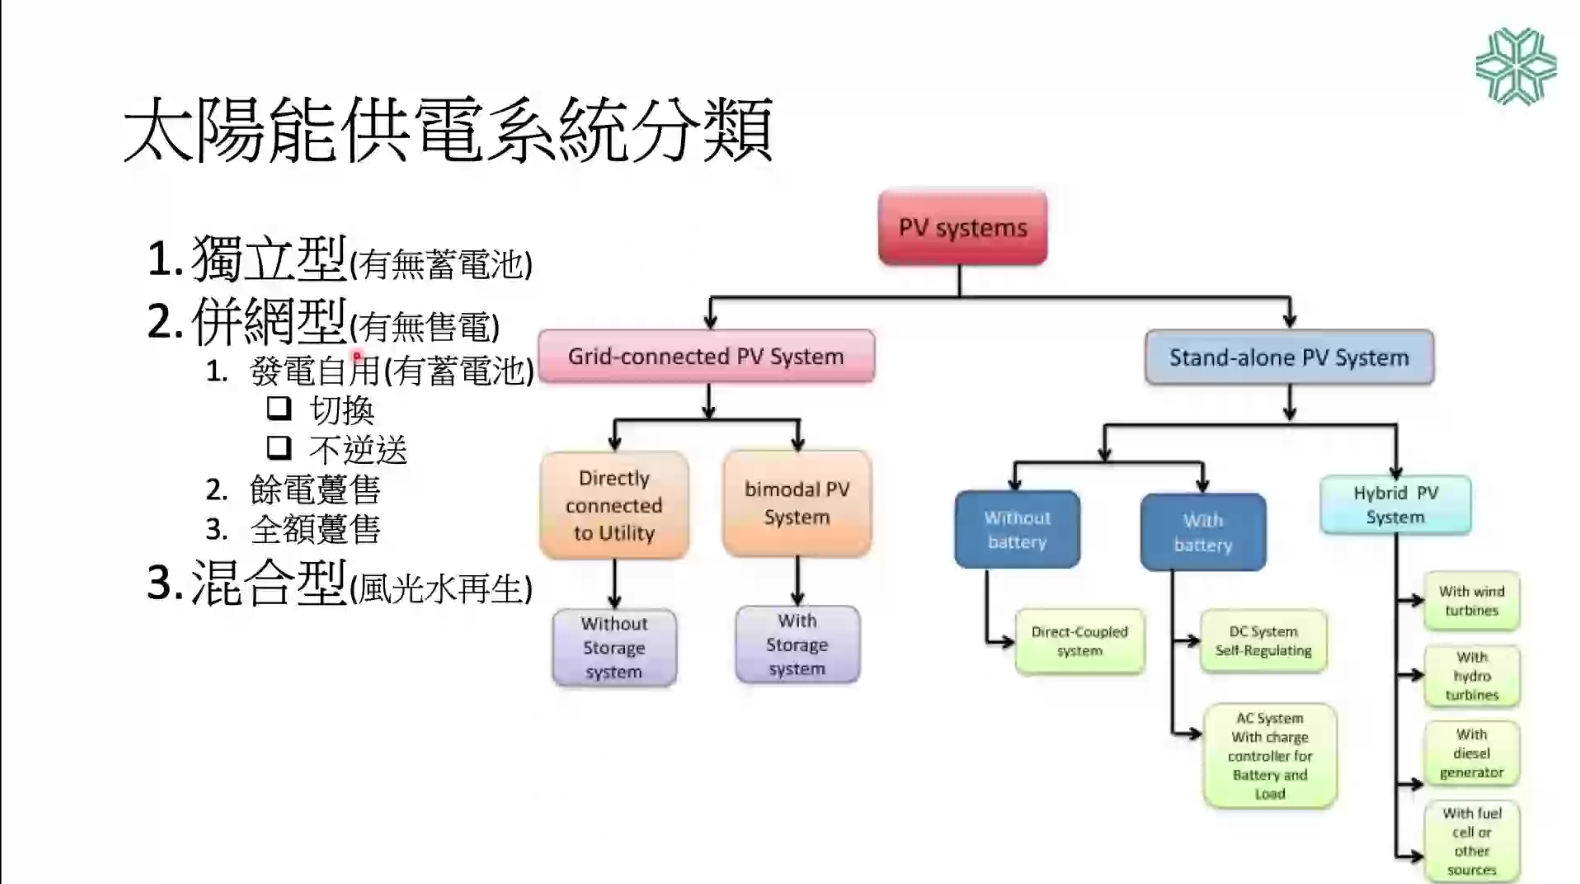 太陽能供電系統分類
1. 獨立型(有無蓄電池)
2. 併網型(有無售電)
1. 發電自用(有蓄電池)
❑ 切換
❑ 不逆送
2. 餘電躉售
3. 全額躉售
3. 混合型(風光水再生)
PV systems
Grid-connected PV System
Stand-alone PV System
Directly
connected
to Utility
bimodal PV
System
Without
Storage
system
With
Storage
system
Without
battery
With
battery
Hybrid PV
System
Direct-Coupled
system
DC System
Self-Regulating
AC System
With charge
controller for
Battery and
Load
With wind
turbines
With
hydro
turbines
With
diesel
generator
With fuel
cell or
other
sources